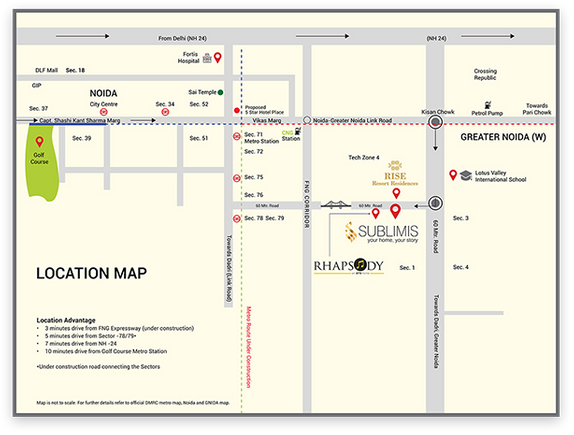 From Delhi (NH 24)
(NH 24)
Fortis
Hospital
DLF Mall Sec. 18
Crossing
Republic
GIP
NOIDA
Sai Temple
City Centre
Sec. 34
Sec. 52
Sec. 37
Proposed
5 Star Hotel Place
Kisan Chowk
Petrol Pump
Towards
Pari Chowk
Capt. Shashi Kant Sharma Marg
Vikas Marg
Noida-Greater Noida Link Road
GREATER NOIDA (W)
Sec. 39
Sec. 51
Sec. 71
Metro Station
CNG
Station
Sec. 72
Golf
Course
Tech Zone 4
RISE
Resort Residences
Lotus Valley
International School
Sec. 75
Sec. 76
FNG CORRIDOR
60 Mtr. Road
60 Mtr. Road
Sec. 78 Sec. 79
Sec. 3
60 Mtr. Road
SUBLIMIS
your home, your story
RHAPSODY
Sec. 1
Sec. 4
Towards Dadri (Link Road)
Towards Dadri, Greater Noida
Metro Route Under Construction
LOCATION MAP
Location Advantage
• 3 minutes drive from FNG Expressway (under construction)
• 5 minutes drive from Sector -78/79*
• 7 minutes drive from NH -24
• 10 minutes drive from Golf Course Metro Station
*Under construction road connecting the Sectors
Map is not to scale. For further details refer to official DMRC metro map, Noida and GNIDA map.